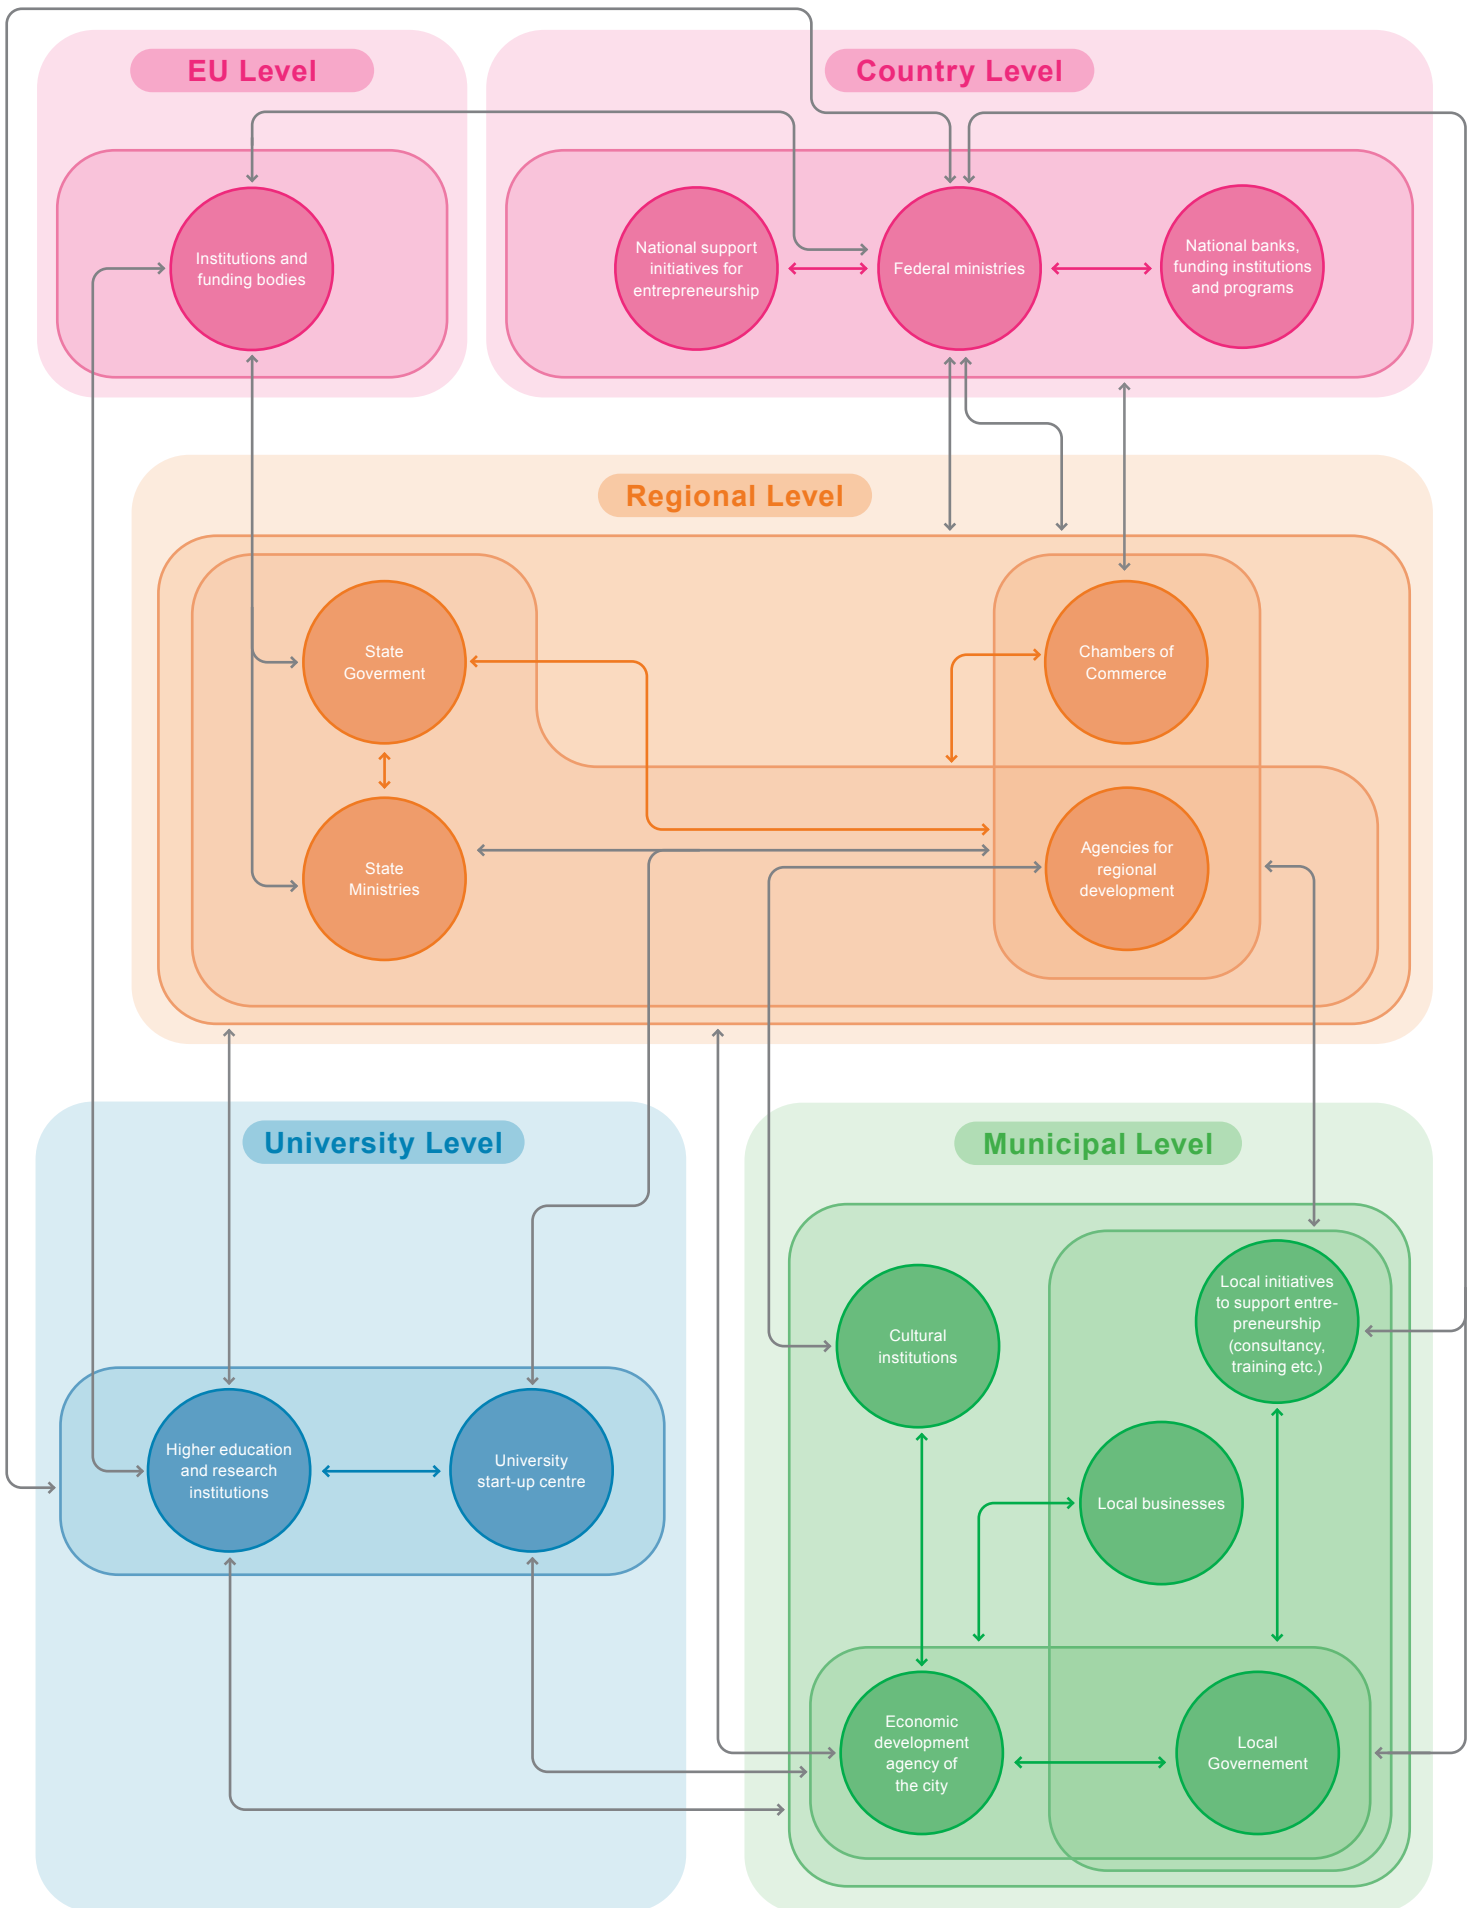 EU Level
Country Level
Institutions and
funding bodies
National support
initiatives for
entrepreneurship
Federal ministries
National banks,
funding institutions
and programs
Regional Level
State
Goverment
Chambers of
Commerce
State
Ministries
Agencies for
regional
development
University Level
Municipal Level
Local initiatives
to support entre-
preneurship
(consultancy,
training etc.)
Cultural
institutions
Higher education
and research
institutions
University
start-up centre
Local businesses
Economic
development
agency of
the city
Local
Governement